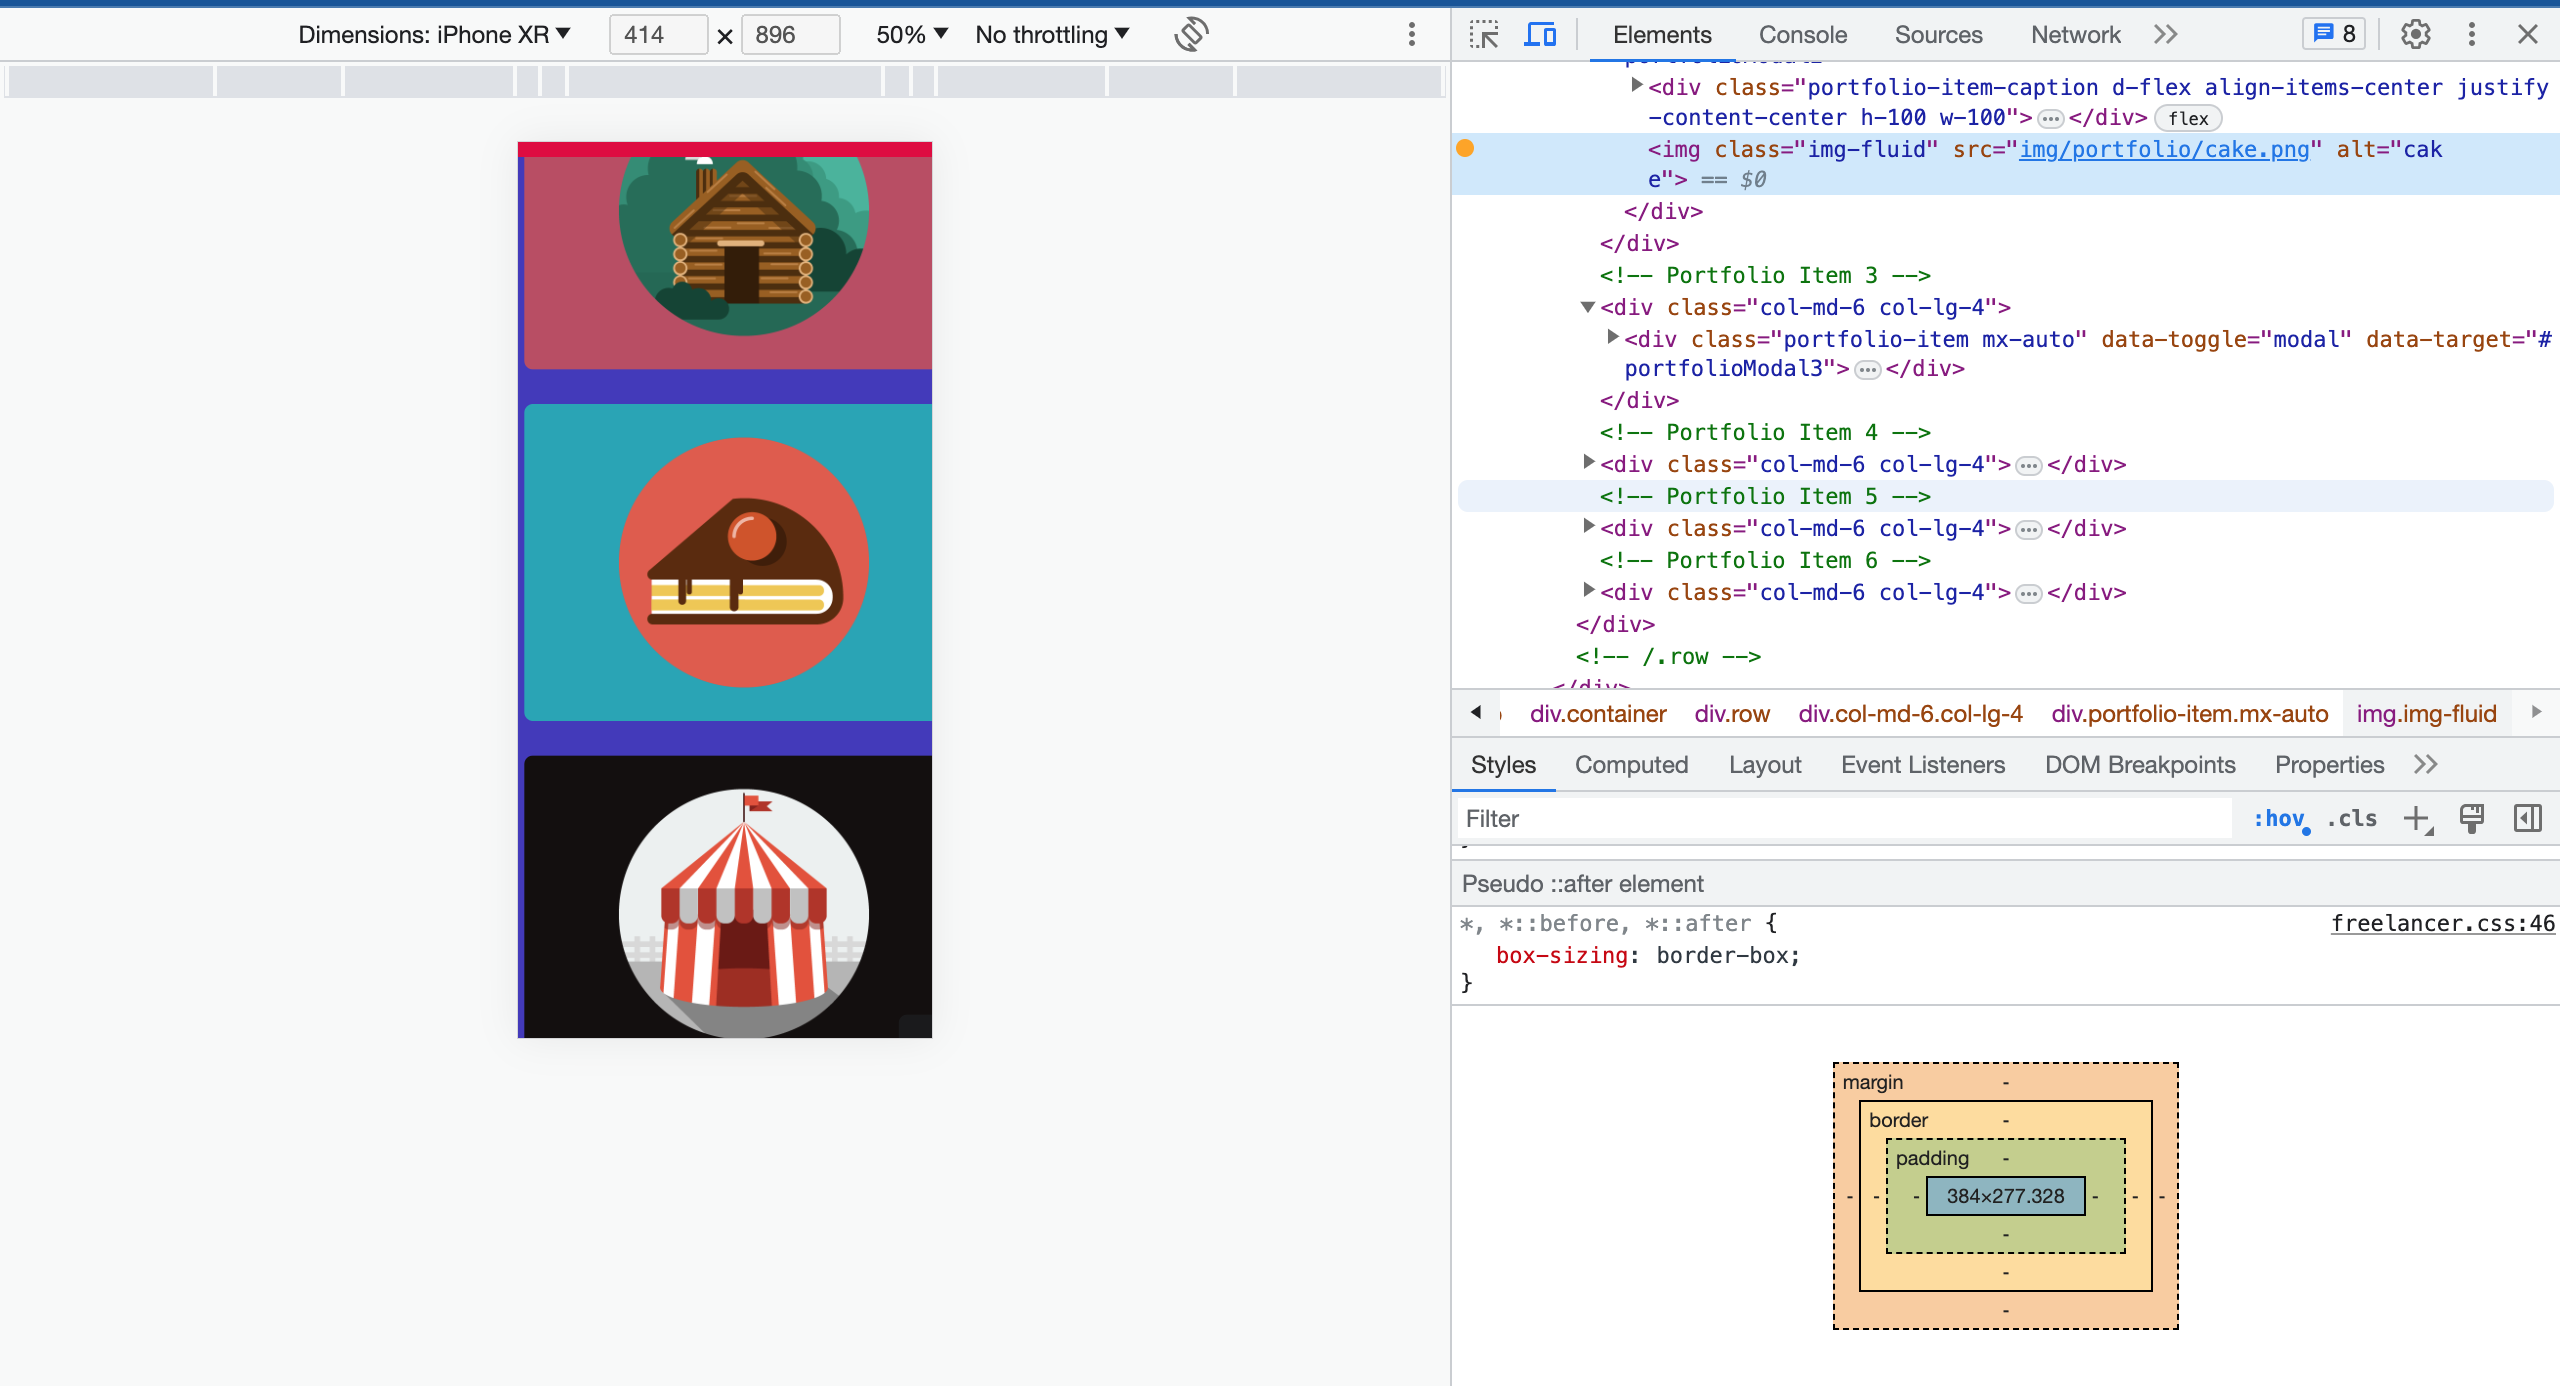 Dimensions: iPhone XR ▼ 414 × 896 50% ▼ No throttling ▼
Elements Console Sources Network 8
<div class="portfolio-item-caption d-flex align-items-center justify
-content-center h-100 w-100">…</div> flex
<img class="img-fluid" src="img/portfolio/cake.png" alt="cak
e"> == $0
</div>
</div>
<!-- Portfolio Item 3 -->
<div class="col-md-6 col-lg-4">
<div class="portfolio-item mx-auto" data-toggle="modal" data-target="#
portfolioModal3">…</div>
</div>
<!-- Portfolio Item 4 -->
<div class="col-md-6 col-lg-4">…</div>
<!-- Portfolio Item 5 -->
<div class="col-md-6 col-lg-4">…</div>
<!-- Portfolio Item 6 -->
<div class="col-md-6 col-lg-4">…</div>
</div>
<!-- /.row -->
</div>
div.container div.row div.col-md-6.col-lg-4 div.portfolio-item.mx-auto img.img-fluid
Styles Computed Layout Event Listeners DOM Breakpoints Properties
Filter :hov .cls
Pseudo ::after element
*, *::before, *::after { freelancer.css:46
box-sizing: border-box;
}
margin -
border -
padding -
- - - 384×277.328 - - -
-
-
-